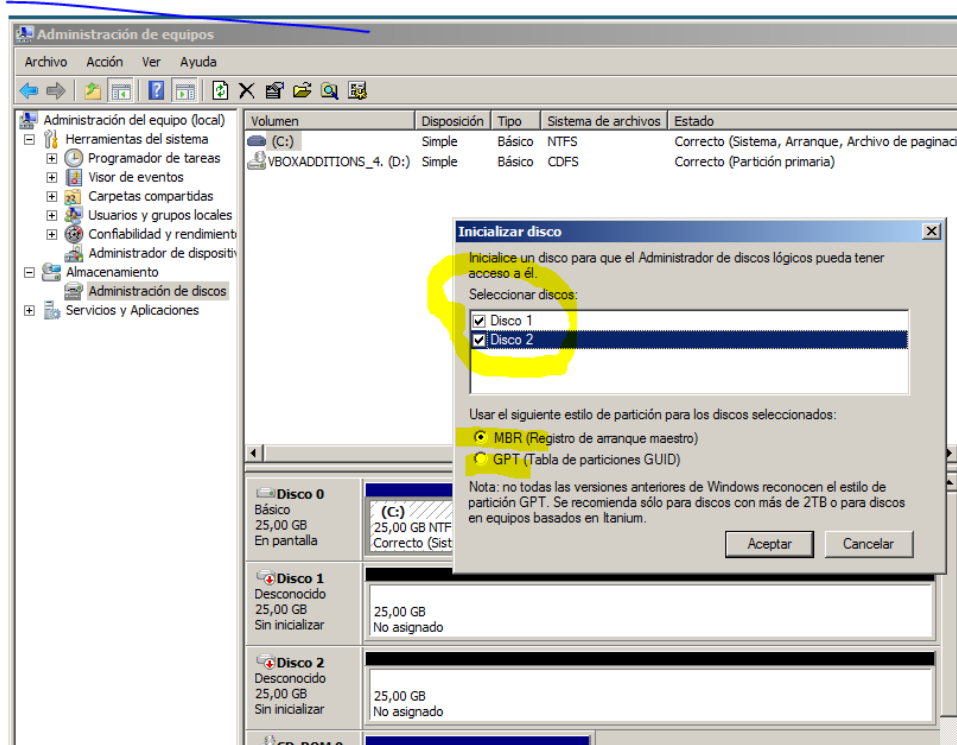 Administración de equipos
Archivo Acción Ver Ayuda
Administración del equipo (local)
Herramientas del sistema
Programador de tareas
Visor de eventos
Carpetas compartidas
Usuarios y grupos locales
Confiabilidad y rendimient
Administrador de dispositiv
Almacenamiento
Administración de discos
Servicios y Aplicaciones
Volumen Disposición Tipo Sistema de archivos Estado
(C:) Simple Básico NTFS Correcto (Sistema, Arranque, Archivo de paginaci
VBOXADDITIONS_4. (D:) Simple Básico CDFS Correcto (Partición primaria)
Inicializar disco
Inicialice un disco para que el Administrador de discos lógicos pueda tener
acceso a él.
Seleccionar discos:
Disco 1
Disco 2
Usar el siguiente estilo de partición para los discos seleccionados:
MBR (Registro de arranque maestro)
GPT (Tabla de particiones GUID)
Nota: no todas las versiones anteriores de Windows reconocen el estilo de
partición GPT. Se recomienda sólo para discos con más de 2TB o para discos
en equipos basados en Itanium.
Aceptar Cancelar
Disco 0
Básico
25,00 GB
En pantalla
(C:)
25,00 GB NTF
Correcto (Sist
Disco 1
Desconocido
25,00 GB
Sin inicializar
25,00 GB
No asignado
Disco 2
Desconocido
25,00 GB
Sin inicializar
25,00 GB
No asignado
CD-ROM 0